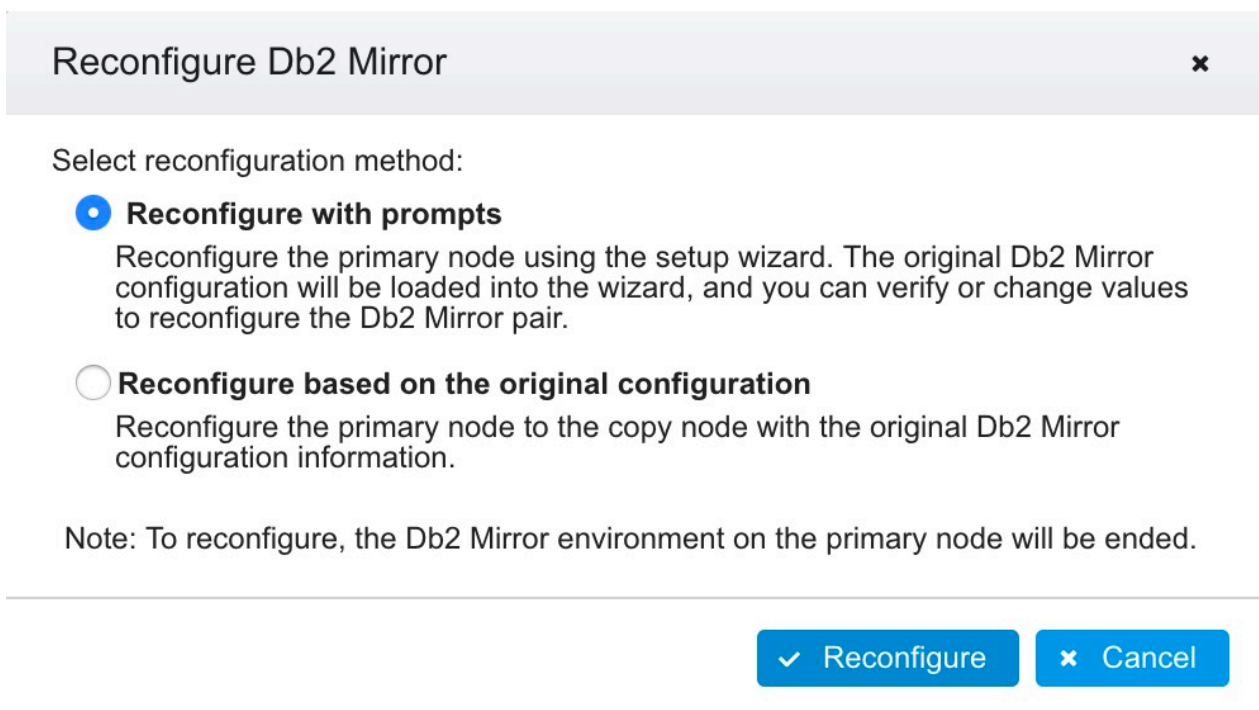 Reconfigure Db2 Mirror
Select reconfiguration method:
Reconfigure with prompts
Reconfigure the primary node using the setup wizard. The original Db2 Mirror
configuration will be loaded into the wizard, and you can verify or change values
to reconfigure the Db2 Mirror pair.
Reconfigure based on the original configuration
Reconfigure the primary node to the copy node with the original Db2 Mirror
configuration information.
Note: To reconfigure, the Db2 Mirror environment on the primary node will be ended.
Reconfigure
Cancel